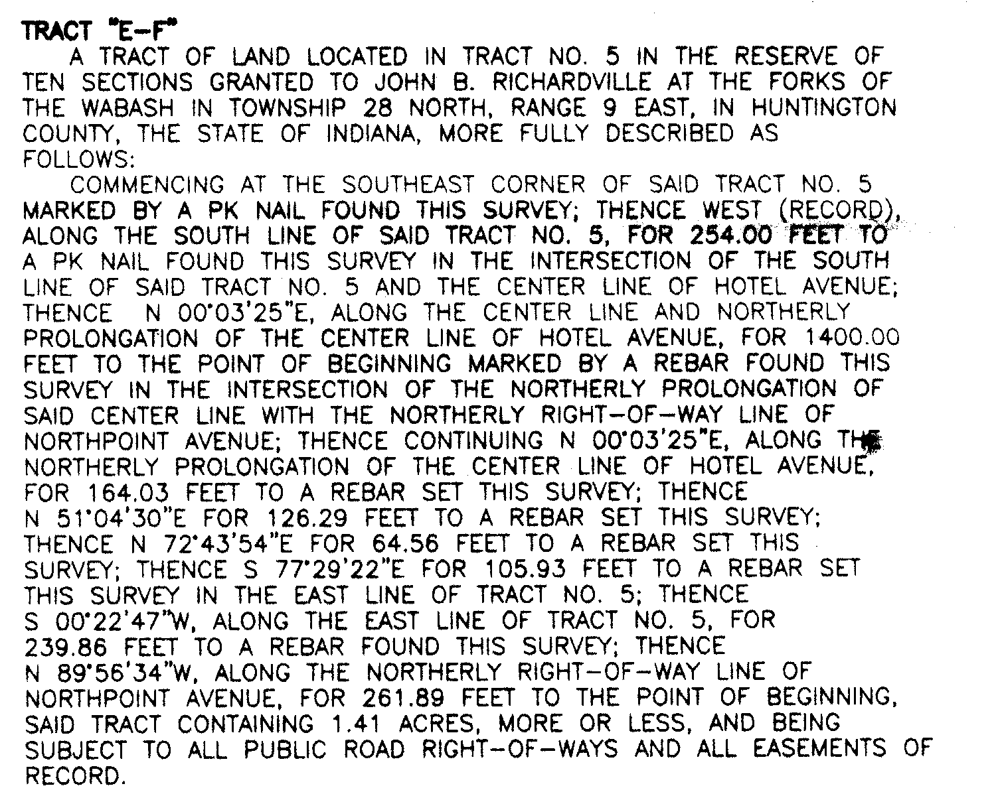 TRACT "E-F"
A TRACT OF LAND LOCATED IN TRACT NO. 5 IN THE RESERVE OF
TEN SECTIONS GRANTED TO JOHN B. RICHARDVILLE AT THE FORKS OF
THE WABASH IN TOWNSHIP 28 NORTH, RANGE 9 EAST, IN HUNTINGTON
COUNTY, THE STATE OF INDIANA, MORE FULLY DESCRIBED AS
FOLLOWS:
COMMENCING AT THE SOUTHEAST CORNER OF SAID TRACT NO. 5
MARKED BY A PK NAIL FOUND THIS SURVEY; THENCE WEST (RECORD),
ALONG THE SOUTH LINE OF SAID TRACT NO. 5, FOR 254.00 FEET TO
A PK NAIL FOUND THIS SURVEY IN THE INTERSECTION OF THE SOUTH
LINE OF SAID TRACT NO. 5 AND THE CENTER LINE OF HOTEL AVENUE;
THENCE N 00°03'25"E, ALONG THE CENTER LINE AND NORTHERLY
PROLONGATION OF THE CENTER LINE OF HOTEL AVENUE, FOR 1400.00
FEET TO THE POINT OF BEGINNING MARKED BY A REBAR FOUND THIS
SURVEY IN THE INTERSECTION OF THE NORTHERLY PROLONGATION OF
SAID CENTER LINE WITH THE NORTHERLY RIGHT-OF-WAY LINE OF
NORTHPOINT AVENUE; THENCE CONTINUING N 00°03'25"E, ALONG THE
NORTHERLY PROLONGATION OF THE CENTER LINE OF HOTEL AVENUE,
FOR 164.03 FEET TO A REBAR SET THIS SURVEY; THENCE
N 51°04'30"E FOR 126.29 FEET TO A REBAR SET THIS SURVEY;
THENCE N 72°43'54"E FOR 64.56 FEET TO A REBAR SET THIS
SURVEY; THENCE S 77°29'22"E FOR 105.93 FEET TO A REBAR SET
THIS SURVEY IN THE EAST LINE OF TRACT NO. 5; THENCE
S 00°22'47"W, ALONG THE EAST LINE OF TRACT NO. 5, FOR
239.86 FEET TO A REBAR FOUND THIS SURVEY; THENCE
N 89°56'34"W, ALONG THE NORTHERLY RIGHT-OF-WAY LINE OF
NORTHPOINT AVENUE, FOR 261.89 FEET TO THE POINT OF BEGINNING,
SAID TRACT CONTAINING 1.41 ACRES, MORE OR LESS, AND BEING
SUBJECT TO ALL PUBLIC ROAD RIGHT-OF-WAYS AND ALL EASEMENTS OF
RECORD.